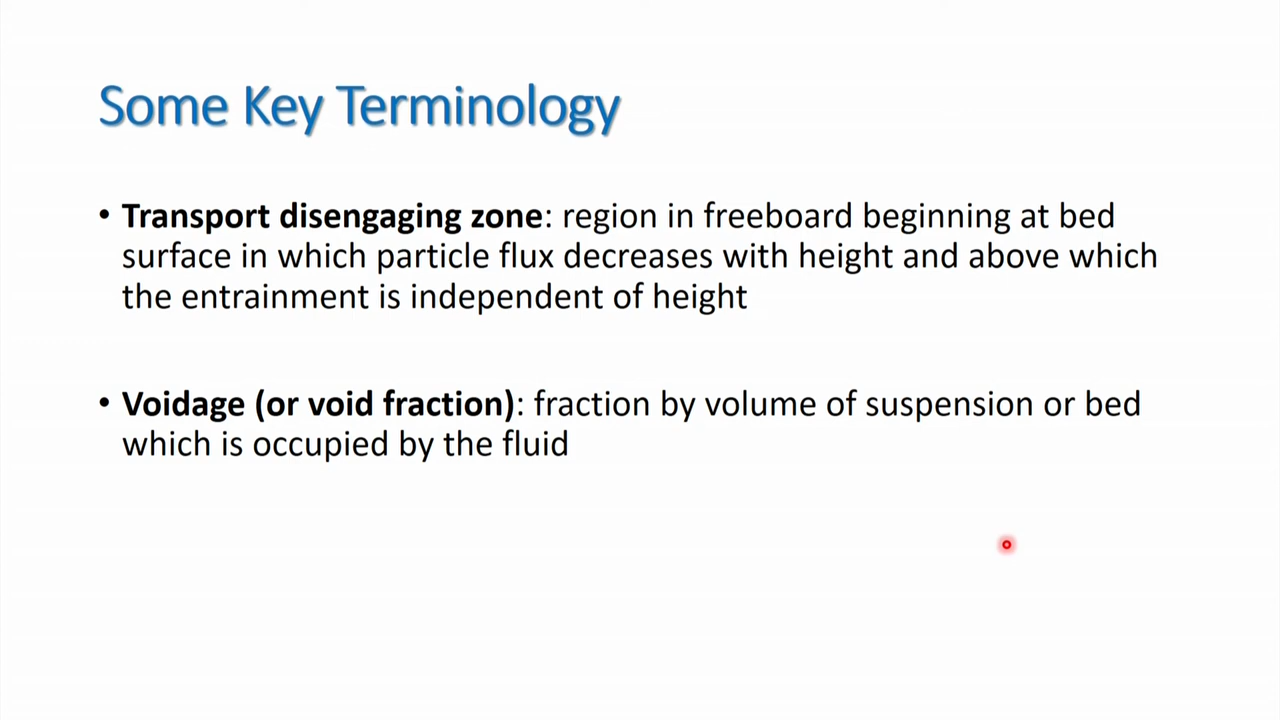 Some Key Terminology
• Transport disengaging zone: region in freeboard beginning at bed
surface in which particle flux decreases with height and above which
the entrainment is independent of height
• Voidage (or void fraction): fraction by volume of suspension or bed
which is occupied by the fluid